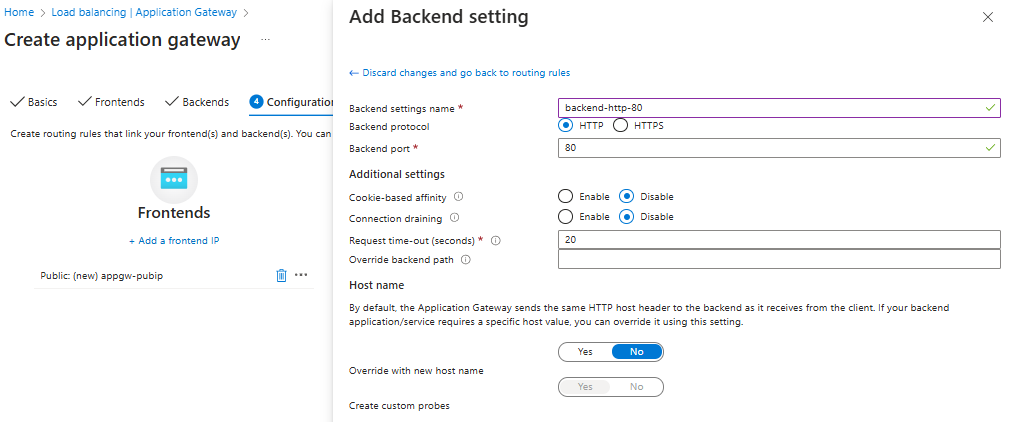 Home > Load balancing | Application Gateway >
Create application gateway ...
Basics Frontends Backends 4 Configuration
Create routing rules that link your frontend(s) and backend(s). You can
Frontends
+ Add a frontend IP
Public: (new) appgw-pubip
Add Backend setting
← Discard changes and go back to routing rules
Backend settings name * backend-http-80
Backend protocol HTTP HTTPS
Backend port * 80
Additional settings
Cookie-based affinity Enable Disable
Connection draining Enable Disable
Request time-out (seconds) * 20
Override backend path
Host name
By default, the Application Gateway sends the same HTTP host header to the backend as it receives from the client. If your backend
application/service requires a specific host value, you can override it using this setting.
Yes No
Override with new host name
Yes No
Create custom probes